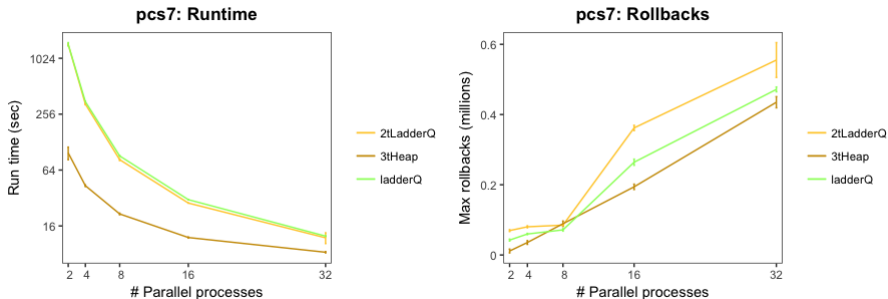 pcs7: Runtime
Run time (sec)
1024
256
64
16
2 4 8 16 32
# Parallel processes
2tLadderQ
3tHeap
ladderQ
pcs7: Rollbacks
Max rollbacks (millions)
0.6
0.4
0.2
0
2 4 8 16 32
# Parallel processes
2tLadderQ
3tHeap
ladderQ